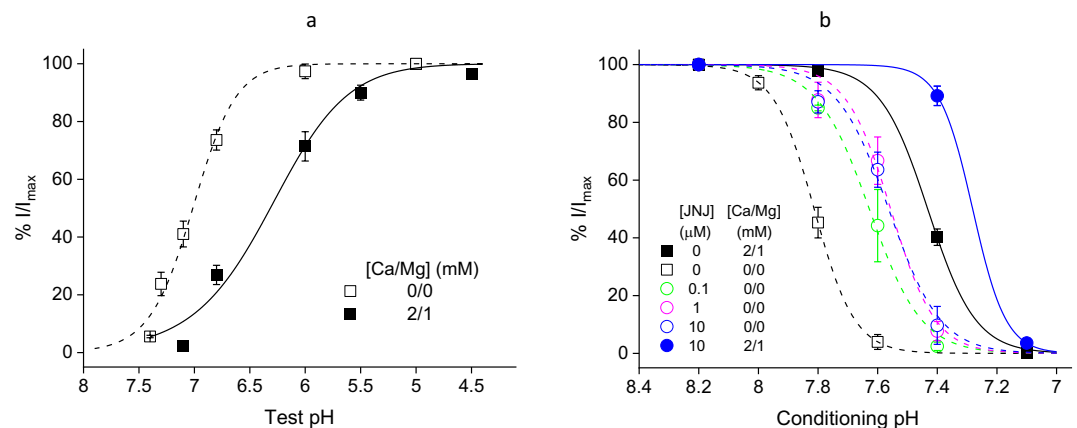 a
% I/Imax
100
80
60
40
20
0
[Ca/Mg] (mM)
0/0
2/1
8 7.5 7 6.5 6 5.5 5 4.5
Test pH
b
% I/Imax
100
80
60
40
20
0
[JNJ] [Ca/Mg]
(μM) (mM)
0 2/1
0 0/0
0.1 0/0
1 0/0
10 0/0
10 2/1
8.4 8.2 8 7.8 7.6 7.4 7.2 7
Conditioning pH